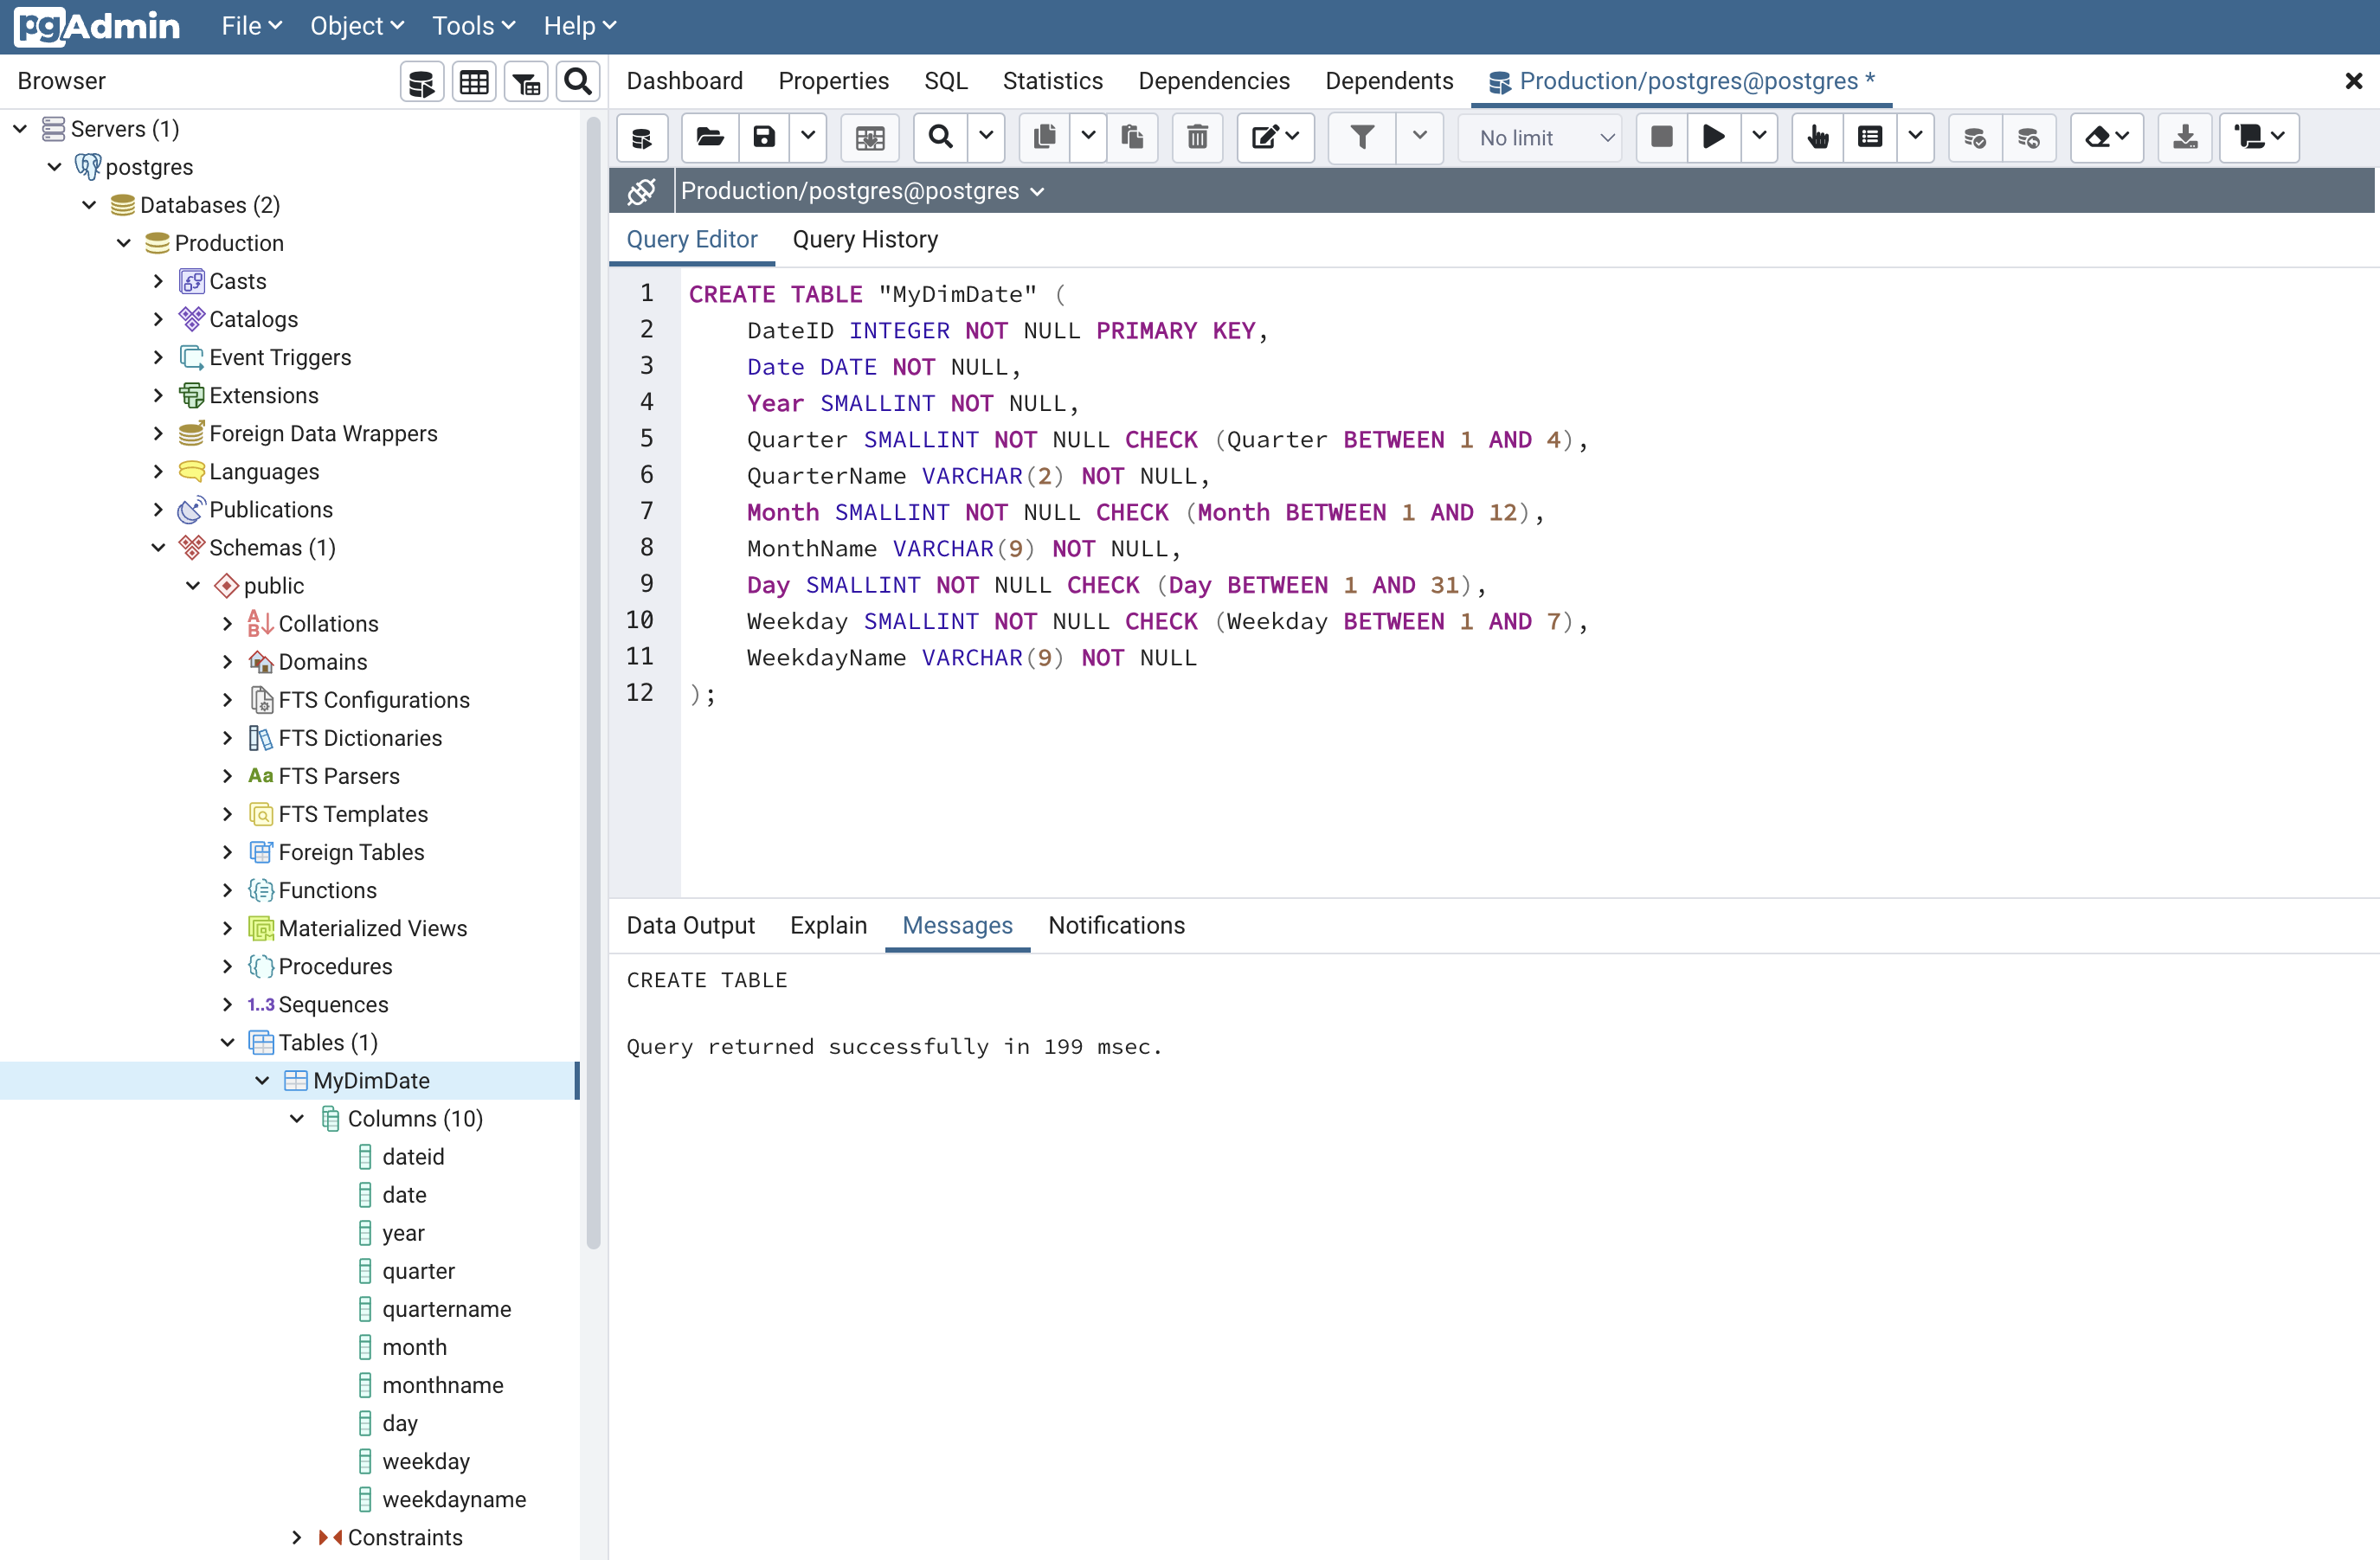 pgAdmin File Object Tools Help
Browser
Dashboard Properties SQL Statistics Dependencies Dependents Production/postgres@postgres *
Servers (1)
postgres
Databases (2)
Production
Casts
Catalogs
Event Triggers
Extensions
Foreign Data Wrappers
Languages
Publications
Schemas (1)
public
Collations
Domains
FTS Configurations
FTS Dictionaries
Aa FTS Parsers
FTS Templates
Foreign Tables
Functions
Materialized Views
Procedures
1..3 Sequences
Tables (1)
MyDimDate
Columns (10)
dateid
date
year
quarter
quartername
month
monthname
day
weekday
weekdayname
Constraints
No limit
Production/postgres@postgres
Query Editor Query History
1 CREATE TABLE "MyDimDate" (
2 DateID INTEGER NOT NULL PRIMARY KEY,
3 Date DATE NOT NULL,
4 Year SMALLINT NOT NULL,
5 Quarter SMALLINT NOT NULL CHECK (Quarter BETWEEN 1 AND 4),
6 QuarterName VARCHAR(2) NOT NULL,
7 Month SMALLINT NOT NULL CHECK (Month BETWEEN 1 AND 12),
8 MonthName VARCHAR(9) NOT NULL,
9 Day SMALLINT NOT NULL CHECK (Day BETWEEN 1 AND 31),
10 Weekday SMALLINT NOT NULL CHECK (Weekday BETWEEN 1 AND 7),
11 WeekdayName VARCHAR(9) NOT NULL
12 );
Data Output Explain Messages Notifications
CREATE TABLE
Query returned successfully in 199 msec.